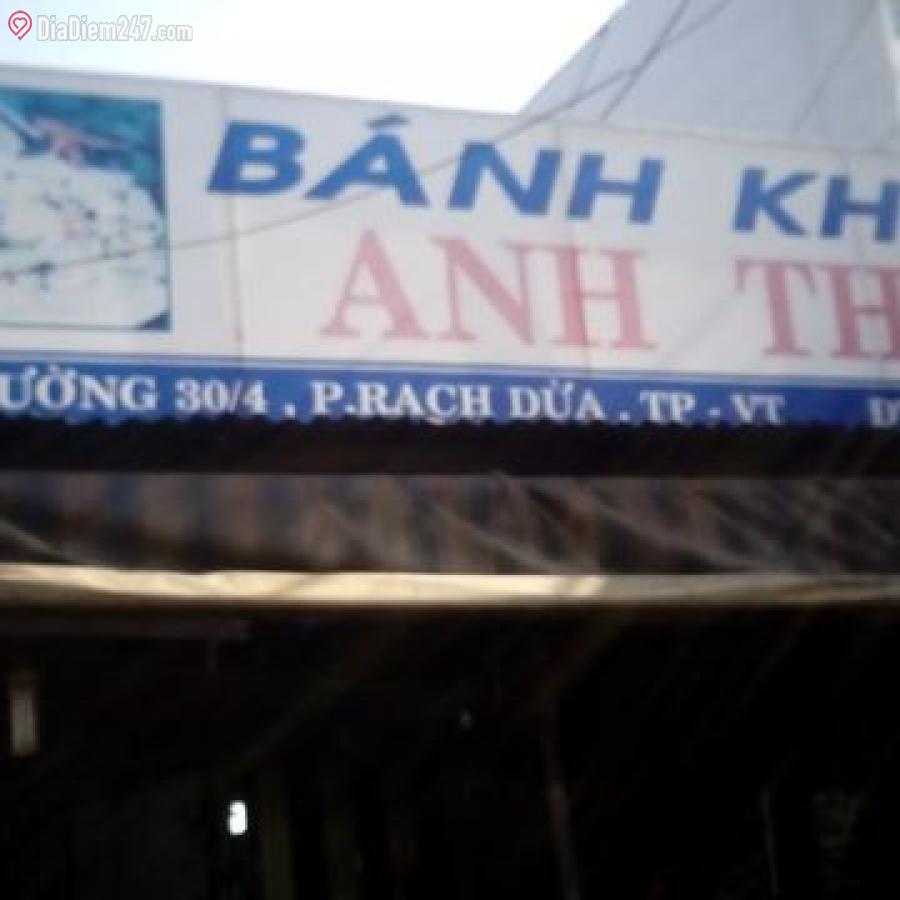 DiaDiem247.com
BÁNH KH
ANH TH
ƯỜNG 30/4 , P.RẠCH DỪA . TP - VT Đ